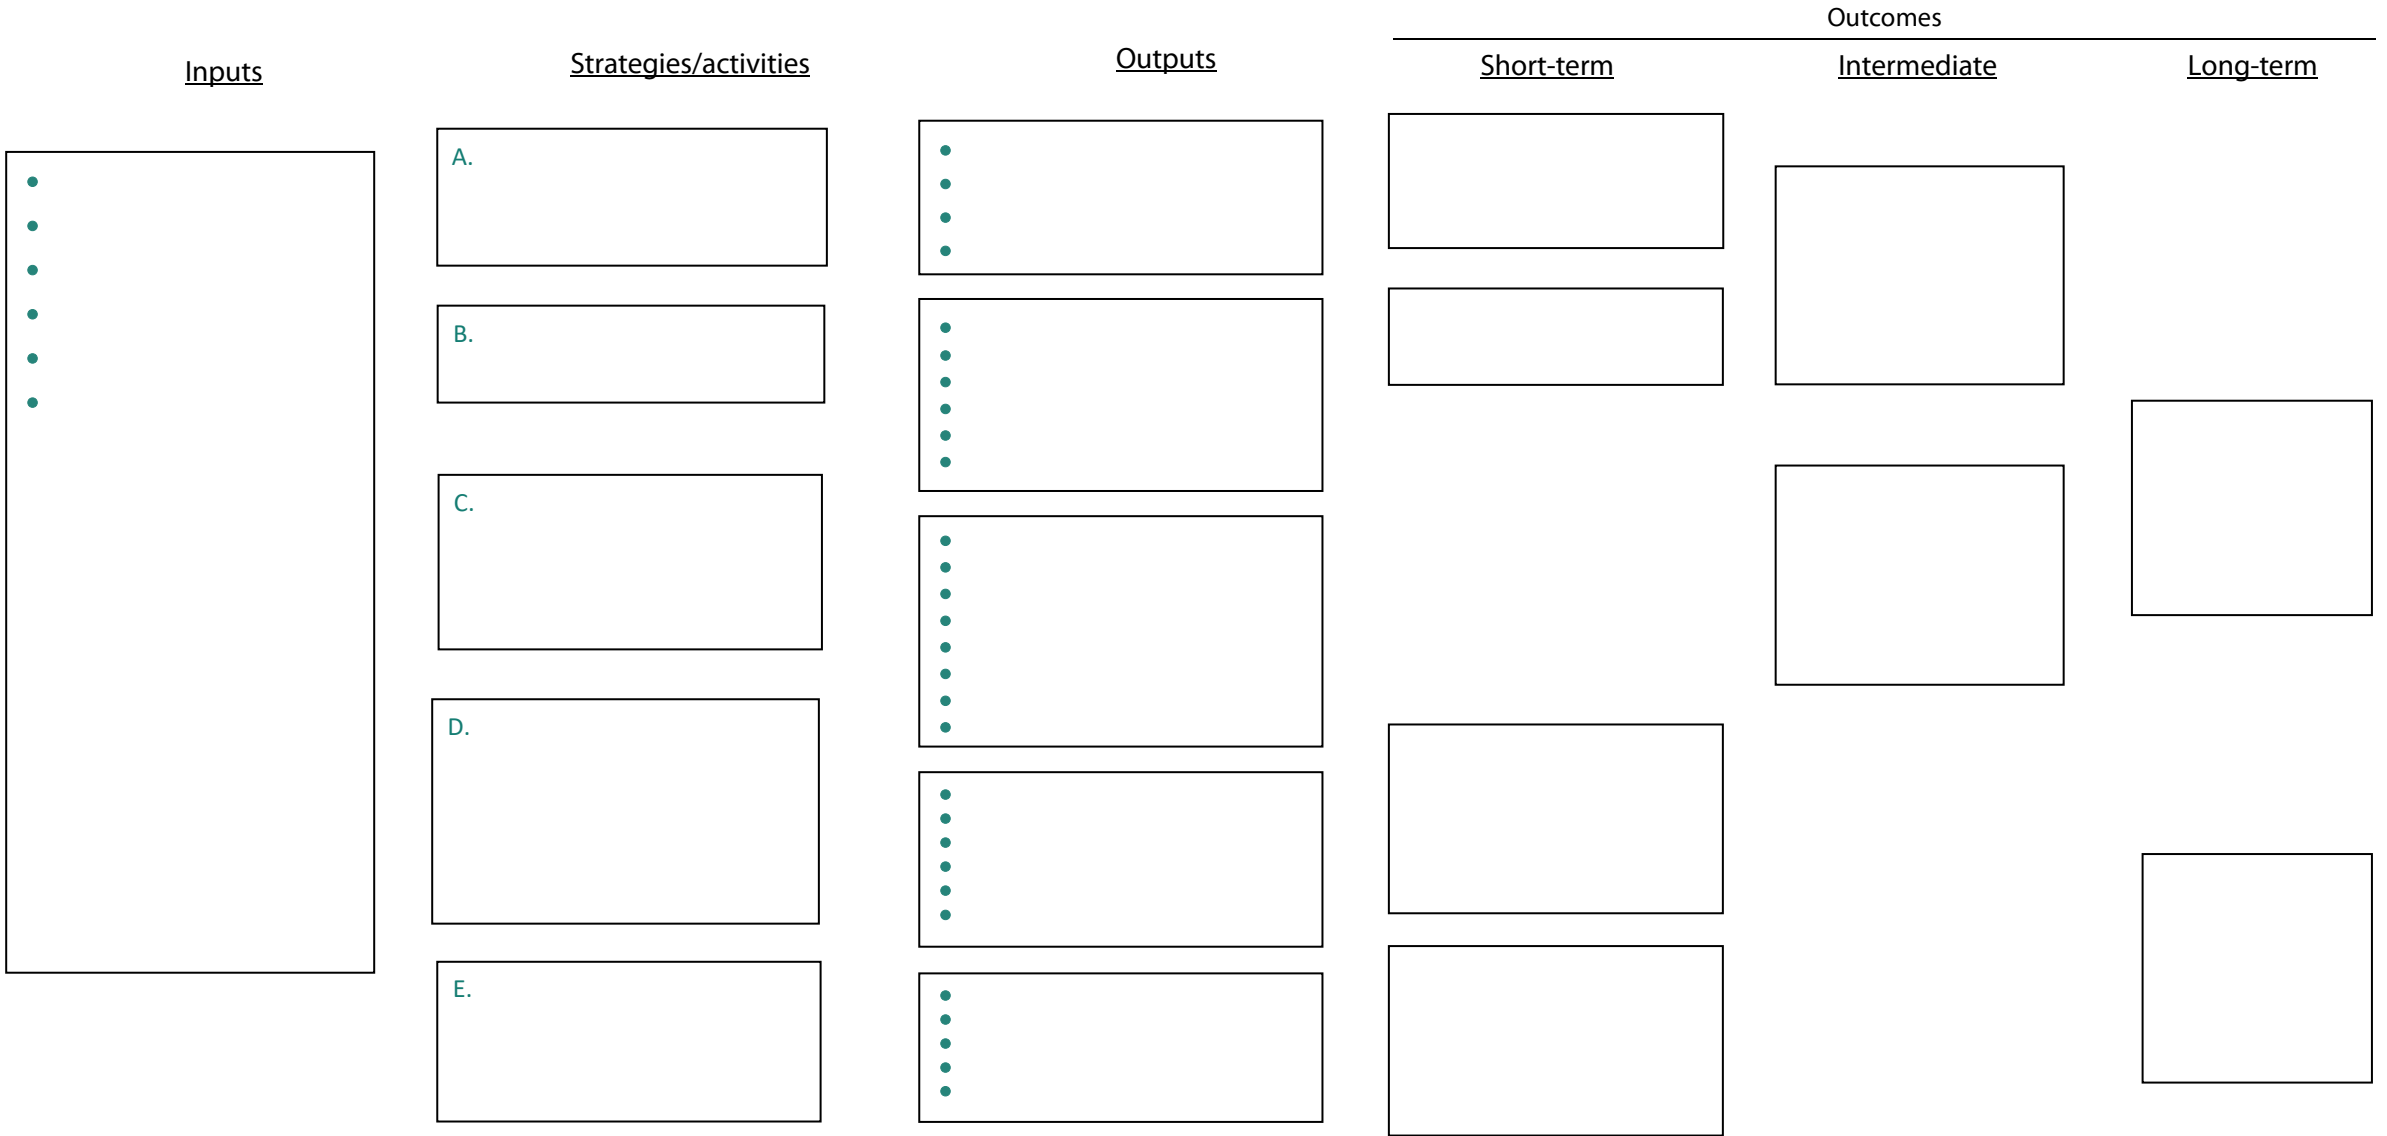 Outcomes
Inputs
Strategies/activities
Outputs
Short-term
Intermediate
Long-term
A.
B.
C.
D.
E.